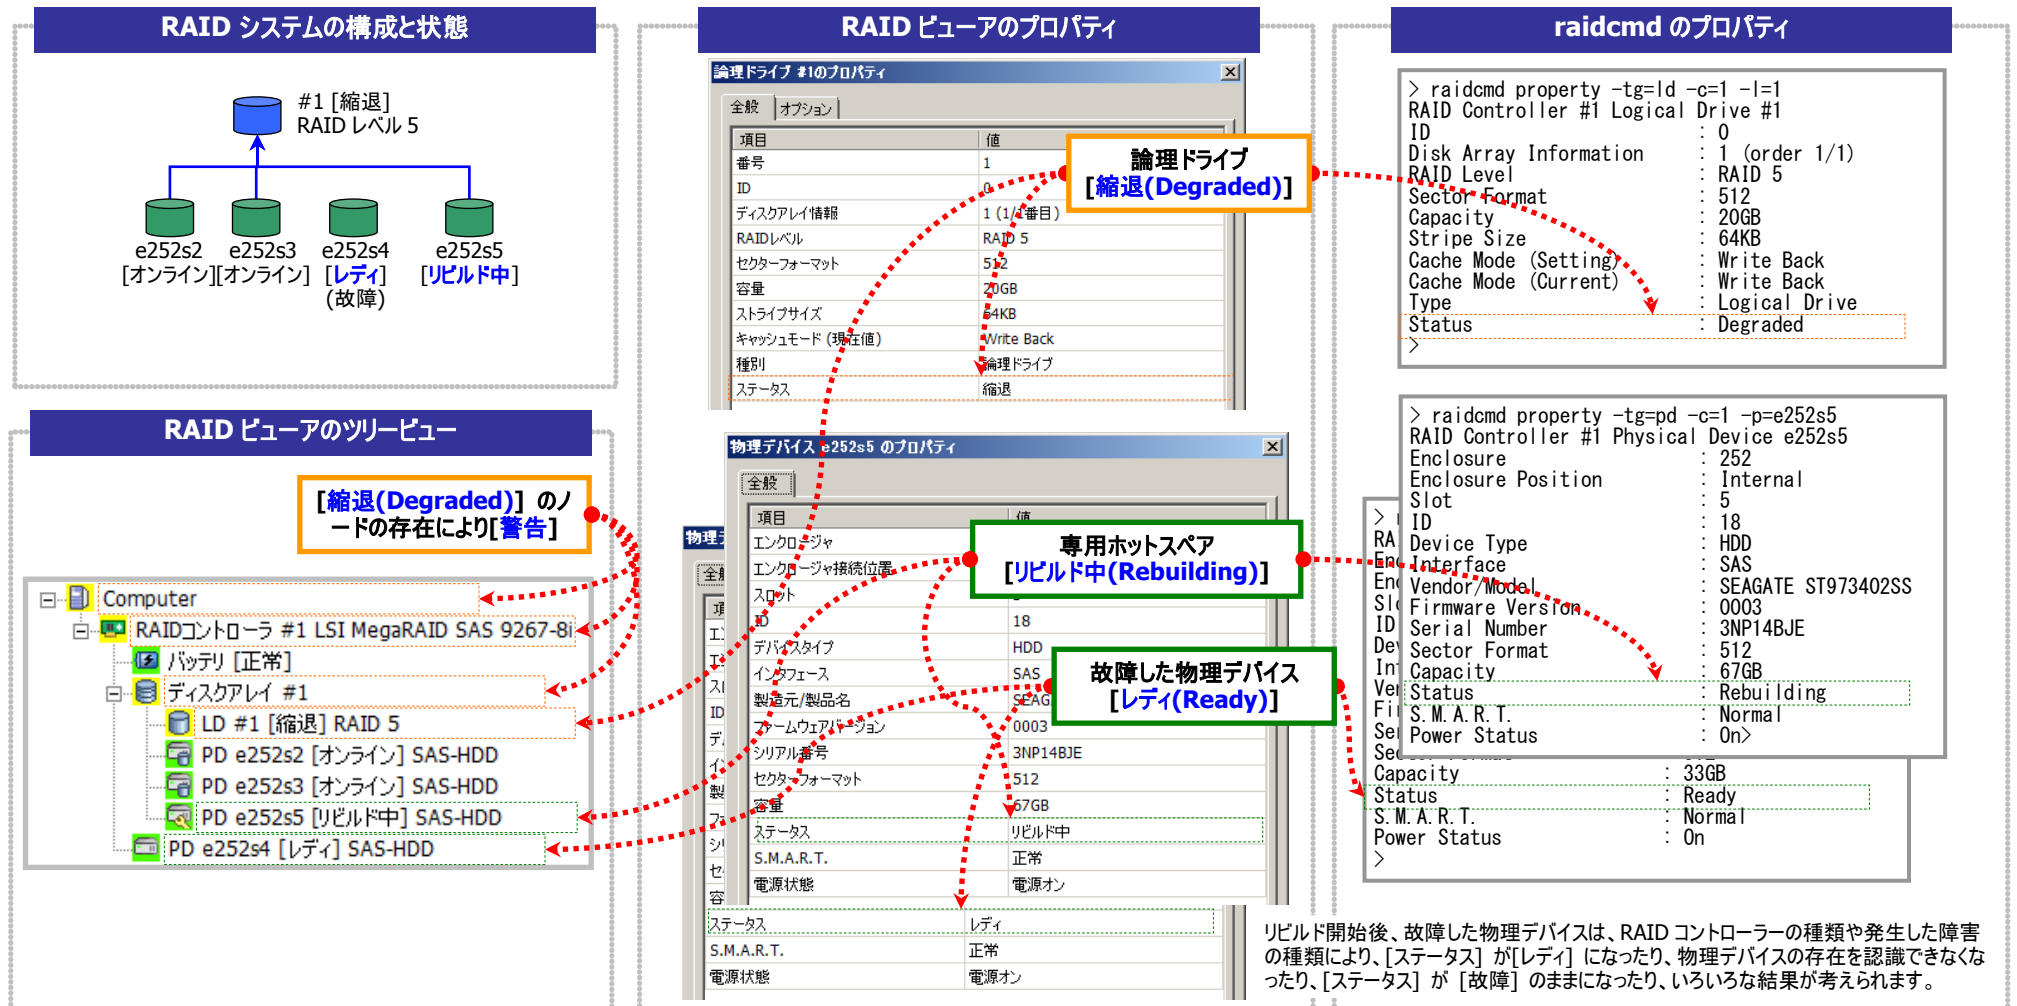 RAID システムの構成と状態
#1 [縮退]
RAID レベル 5
e252s2 e252s3 e252s4 e252s5
[オンライン][オンライン] [レディ] [リビルド中]
(故障)
RAID ビューアのツリービュー
[縮退(Degraded)] のノ
ードの存在により[警告]
Computer
RAIDコントローラ #1 LSI MegaRAID SAS 9267-8i
バッテリ [正常]
ディスクアレイ #1
LD #1 [縮退] RAID 5
PD e252s2 [オンライン] SAS-HDD
PD e252s3 [オンライン] SAS-HDD
PD e252s5 [リビルド中] SAS-HDD
PD e252s4 [レディ] SAS-HDD
RAID ビューアのプロパティ
論理ドライブ #1のプロパティ
全般 オプション
項目 値
番号 1
ID 0
ディスクアレイ情報 1 (1/1番目)
RAIDレベル RAID 5
セクターフォーマット 512
容量 20GB
ストライプサイズ 64KB
キャッシュモード (現在値) Write Back
種別 論理ドライブ
ステータス 縮退
論理ドライブ
[縮退(Degraded)]
物理デバイス e252s5 のプロパティ
全般
項目 値
エンクロージャ
エンクロージャ接続位置
スロット
ID 18
デバイスタイプ HDD
インタフェース SAS
製造元/製品名 SEAG
ファームウェアバージョン 0003
シリアル番号 3NP14BJE
セクターフォーマット 512
容量 67GB
ステータス リビルド中
S.M.A.R.T. 正常
電源状態 電源オン
専用ホットスペア
[リビルド中(Rebuilding)]
故障した物理デバイス
[レディ(Ready)]
ステータス レディ
S.M.A.R.T. 正常
電源状態 電源オン
raidcmd のプロパティ
> raidcmd property -tg=ld -c=1 -l=1
RAID Controller #1 Logical Drive #1
ID : 0
Disk Array Information : 1 (order 1/1)
RAID Level : RAID 5
Sector Format : 512
Capacity : 20GB
Stripe Size : 64KB
Cache Mode (Setting) : Write Back
Cache Mode (Current) : Write Back
Type : Logical Drive
Status : Degraded
>
> raidcmd property -tg=pd -c=1 -p=e252s5
RAID Controller #1 Physical Device e252s5
Enclosure : 252
Enclosure Position : Internal
Slot : 5
ID : 18
Device Type : HDD
Interface : SAS
Vendor/Model : SEAGATE ST973402SS
Firmware Version : 0003
Serial Number : 3NP14BJE
Sector Format : 512
Capacity : 67GB
Status : Rebuilding
S.M.A.R.T. : Normal
Power Status : On>
Capacity : 33GB
Status : Ready
S.M.A.R.T. : Normal
Power Status : On
>
リビルド開始後、故障した物理デバイスは、RAID コントローラーの種類や発生した障害
の種類により、[ステータス] が[レディ] になったり、物理デバイスの存在を認識できなくな
ったり、[ステータス] が [故障] のままになったり、いろいろな結果が考えられます。